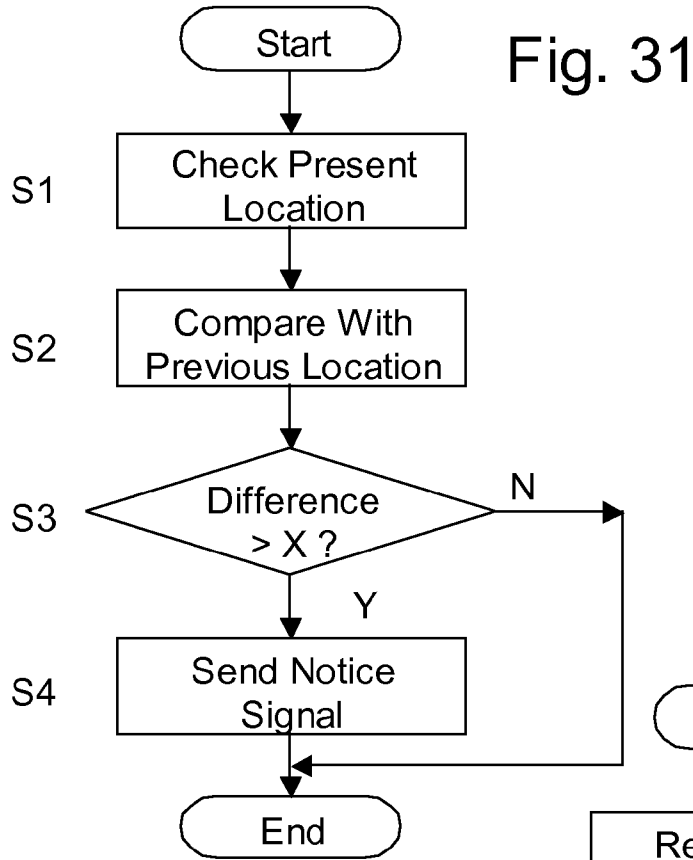 Start
Fig. 31
S1
Check Present
Location
S2
Compare With
Previous Location
S3
Difference
> X ?
N
Y
S4
Send Notice
Signal
End